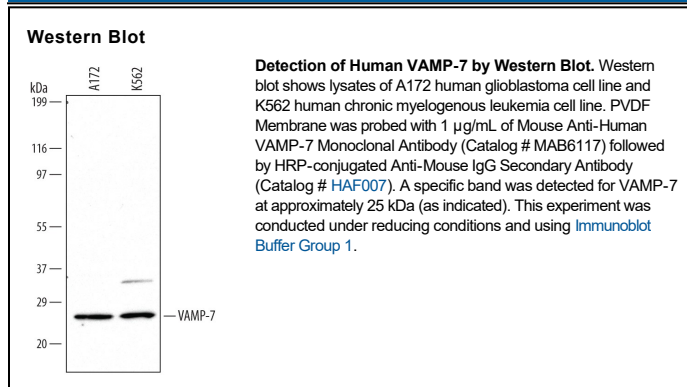 Western Blot
kDa
A172
K562
199
116
97
55
37
29
20
VAMP-7
Detection of Human VAMP-7 by Western Blot. Western
blot shows lysates of A172 human glioblastoma cell line and
K562 human chronic myelogenous leukemia cell line. PVDF
Membrane was probed with 1 µg/mL of Mouse Anti-Human
VAMP-7 Monoclonal Antibody (Catalog # MAB6117) followed
by HRP-conjugated Anti-Mouse IgG Secondary Antibody
(Catalog # HAF007). A specific band was detected for VAMP-7
at approximately 25 kDa (as indicated). This experiment was
conducted under reducing conditions and using Immunoblot
Buffer Group 1.